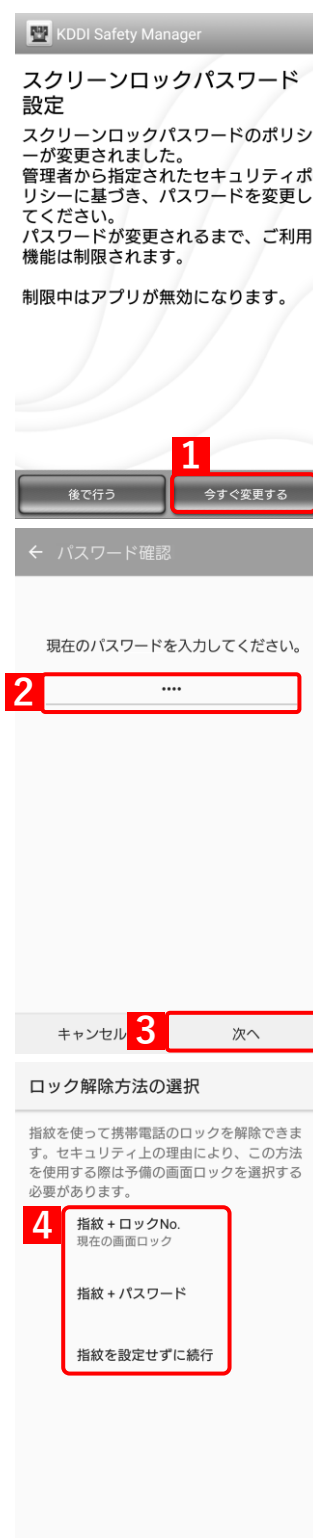 KDDI Safety Manager
スクリーンロックパスワード
設定
スクリーンロックパスワードのポリシ
ーが変更されました。
管理者から指定されたセキュリティポ
リシーに基づき、パスワードを変更し
てください。
パスワードが変更されるまで、ご利用
機能は制限されます。
制限中はアプリが無効になります。
1
後で行う
今すぐ変更する
← パスワード確認
現在のパスワードを入力してください。
2
••••
キャンセル
3
次へ
ロック解除方法の選択
指紋を使って携帯電話のロックを解除できま
す。セキュリティ上の理由により、この方法
を使用する際は予備の画面ロックを選択する
必要があります。
4
指紋 + ロックNo.
現在の画面ロック
指紋 + パスワード
指紋を設定せずに続行